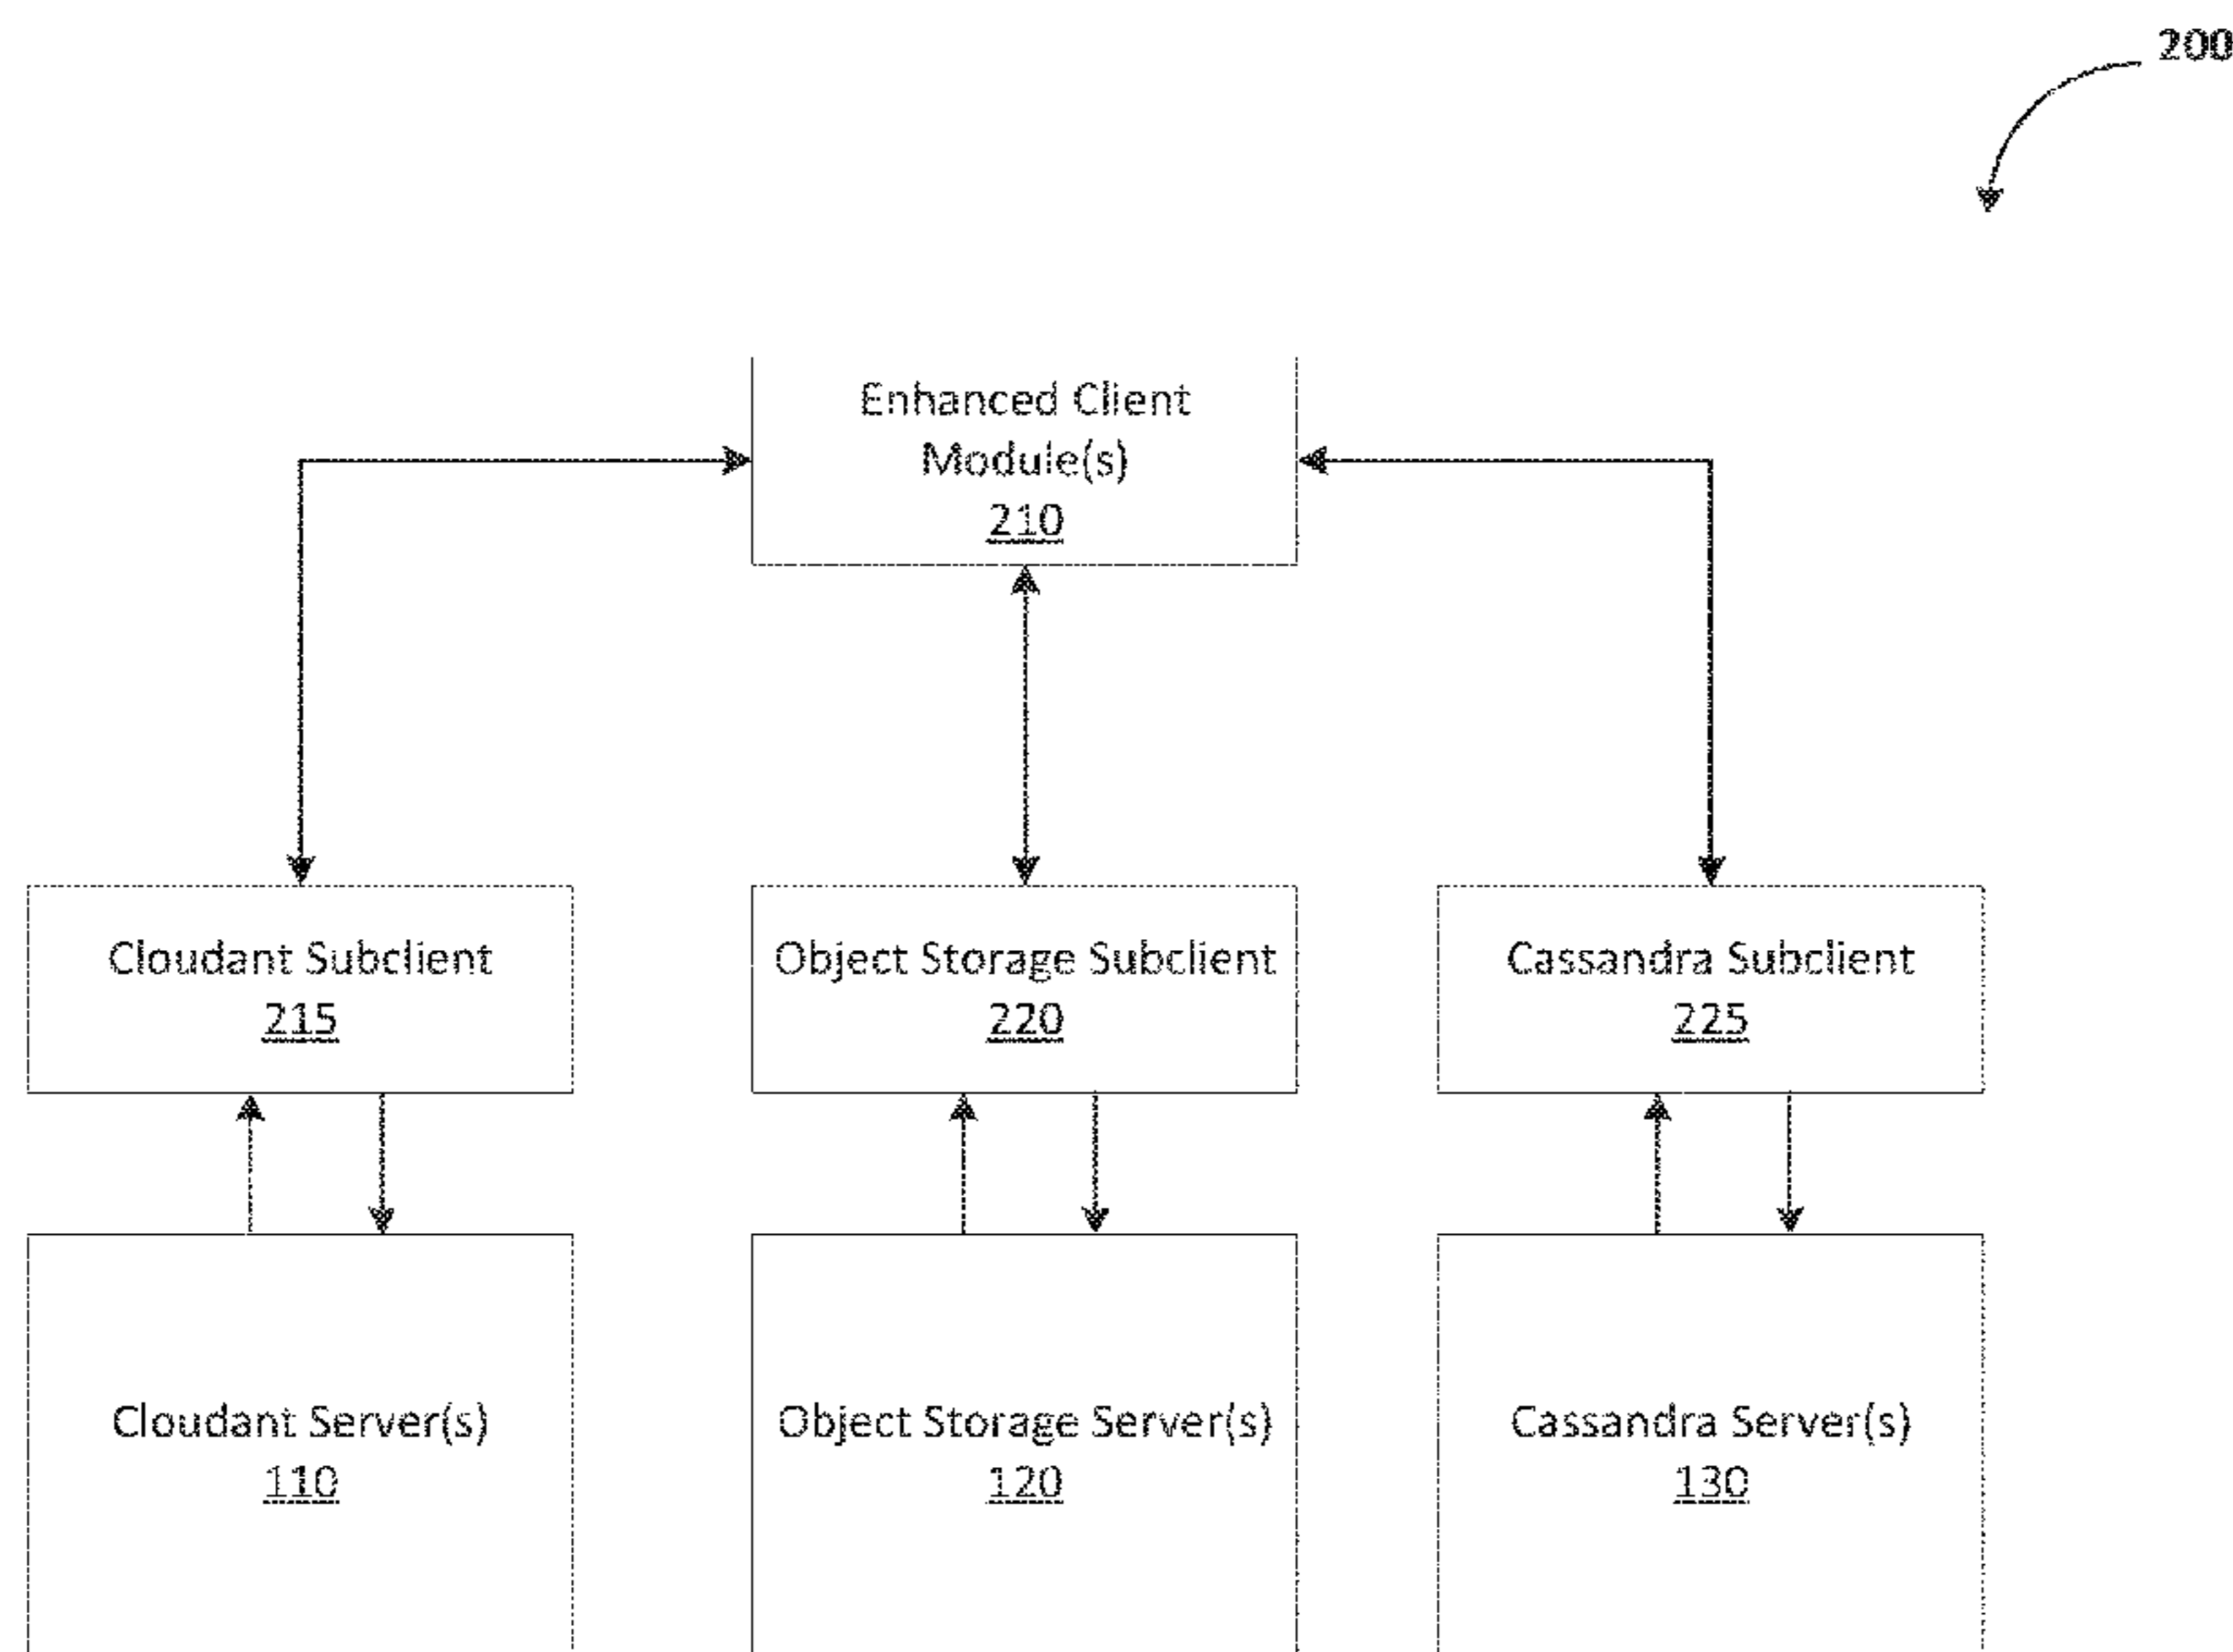 200
Enhanced Client
Module(s)
210
Cloudant Subclient
215
Object Storage Subclient
220
Cassandra Subclient
225
Cloudant Server(s)
110
Object Storage Server(s)
120
Cassandra Server(s)
130